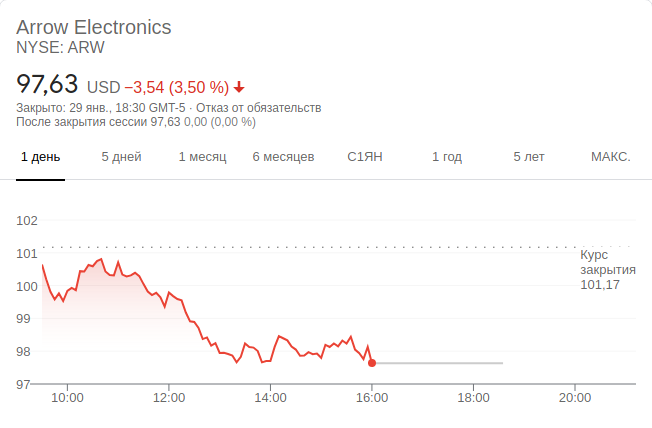 Arrow Electronics
NYSE: ARW
97,63 USD −3,54 (3,50 %)
Закрыто: 29 янв., 18:30 GMT-5 · Отказ от обязательств
После закрытия сессии 97,63 0,00 (0,00 %)
1 день 5 дней 1 месяц 6 месяцев С1ЯН 1 год 5 лет МАКС.
102
101
100
99
98
97
Курс
закрытия
101,17
10:00 12:00 14:00 16:00 18:00 20:00